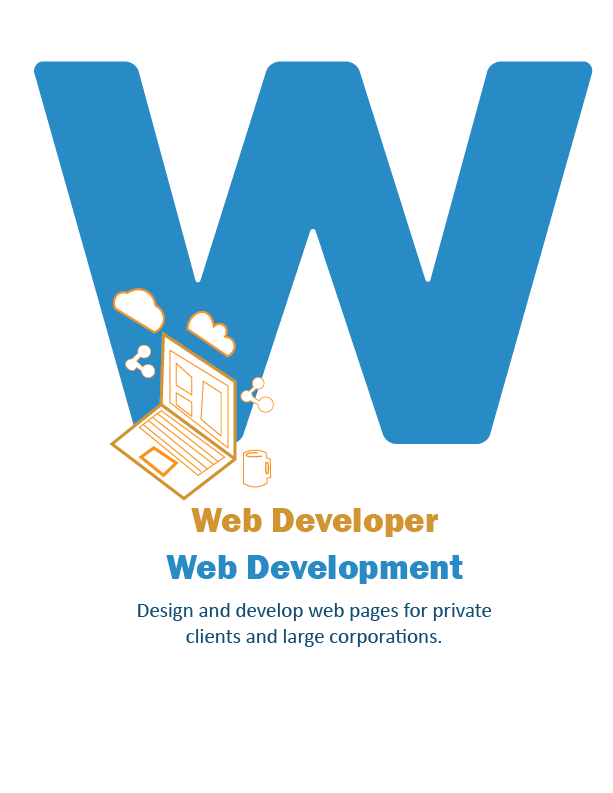 W
Web Developer
Web Development
Design and develop web pages for private
clients and large corporations.